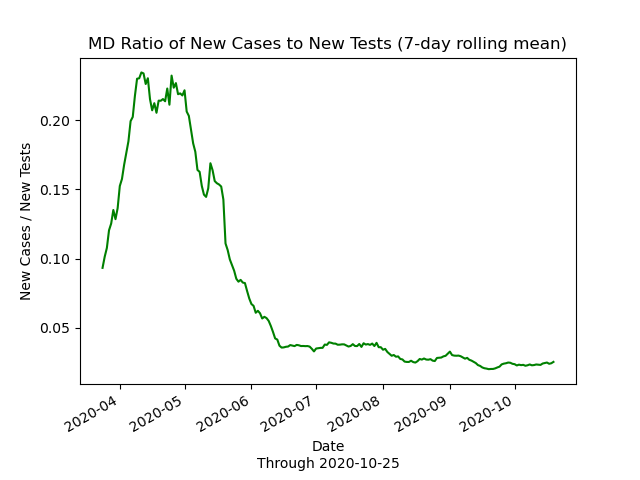 MD Ratio of New Cases to New Tests (7-day rolling mean)
New Cases / New Tests
0.20
0.15
0.10
0.05
2020-04
2020-05
2020-06
2020-07
2020-08
2020-09
2020-10
Date
Through 2020-10-25